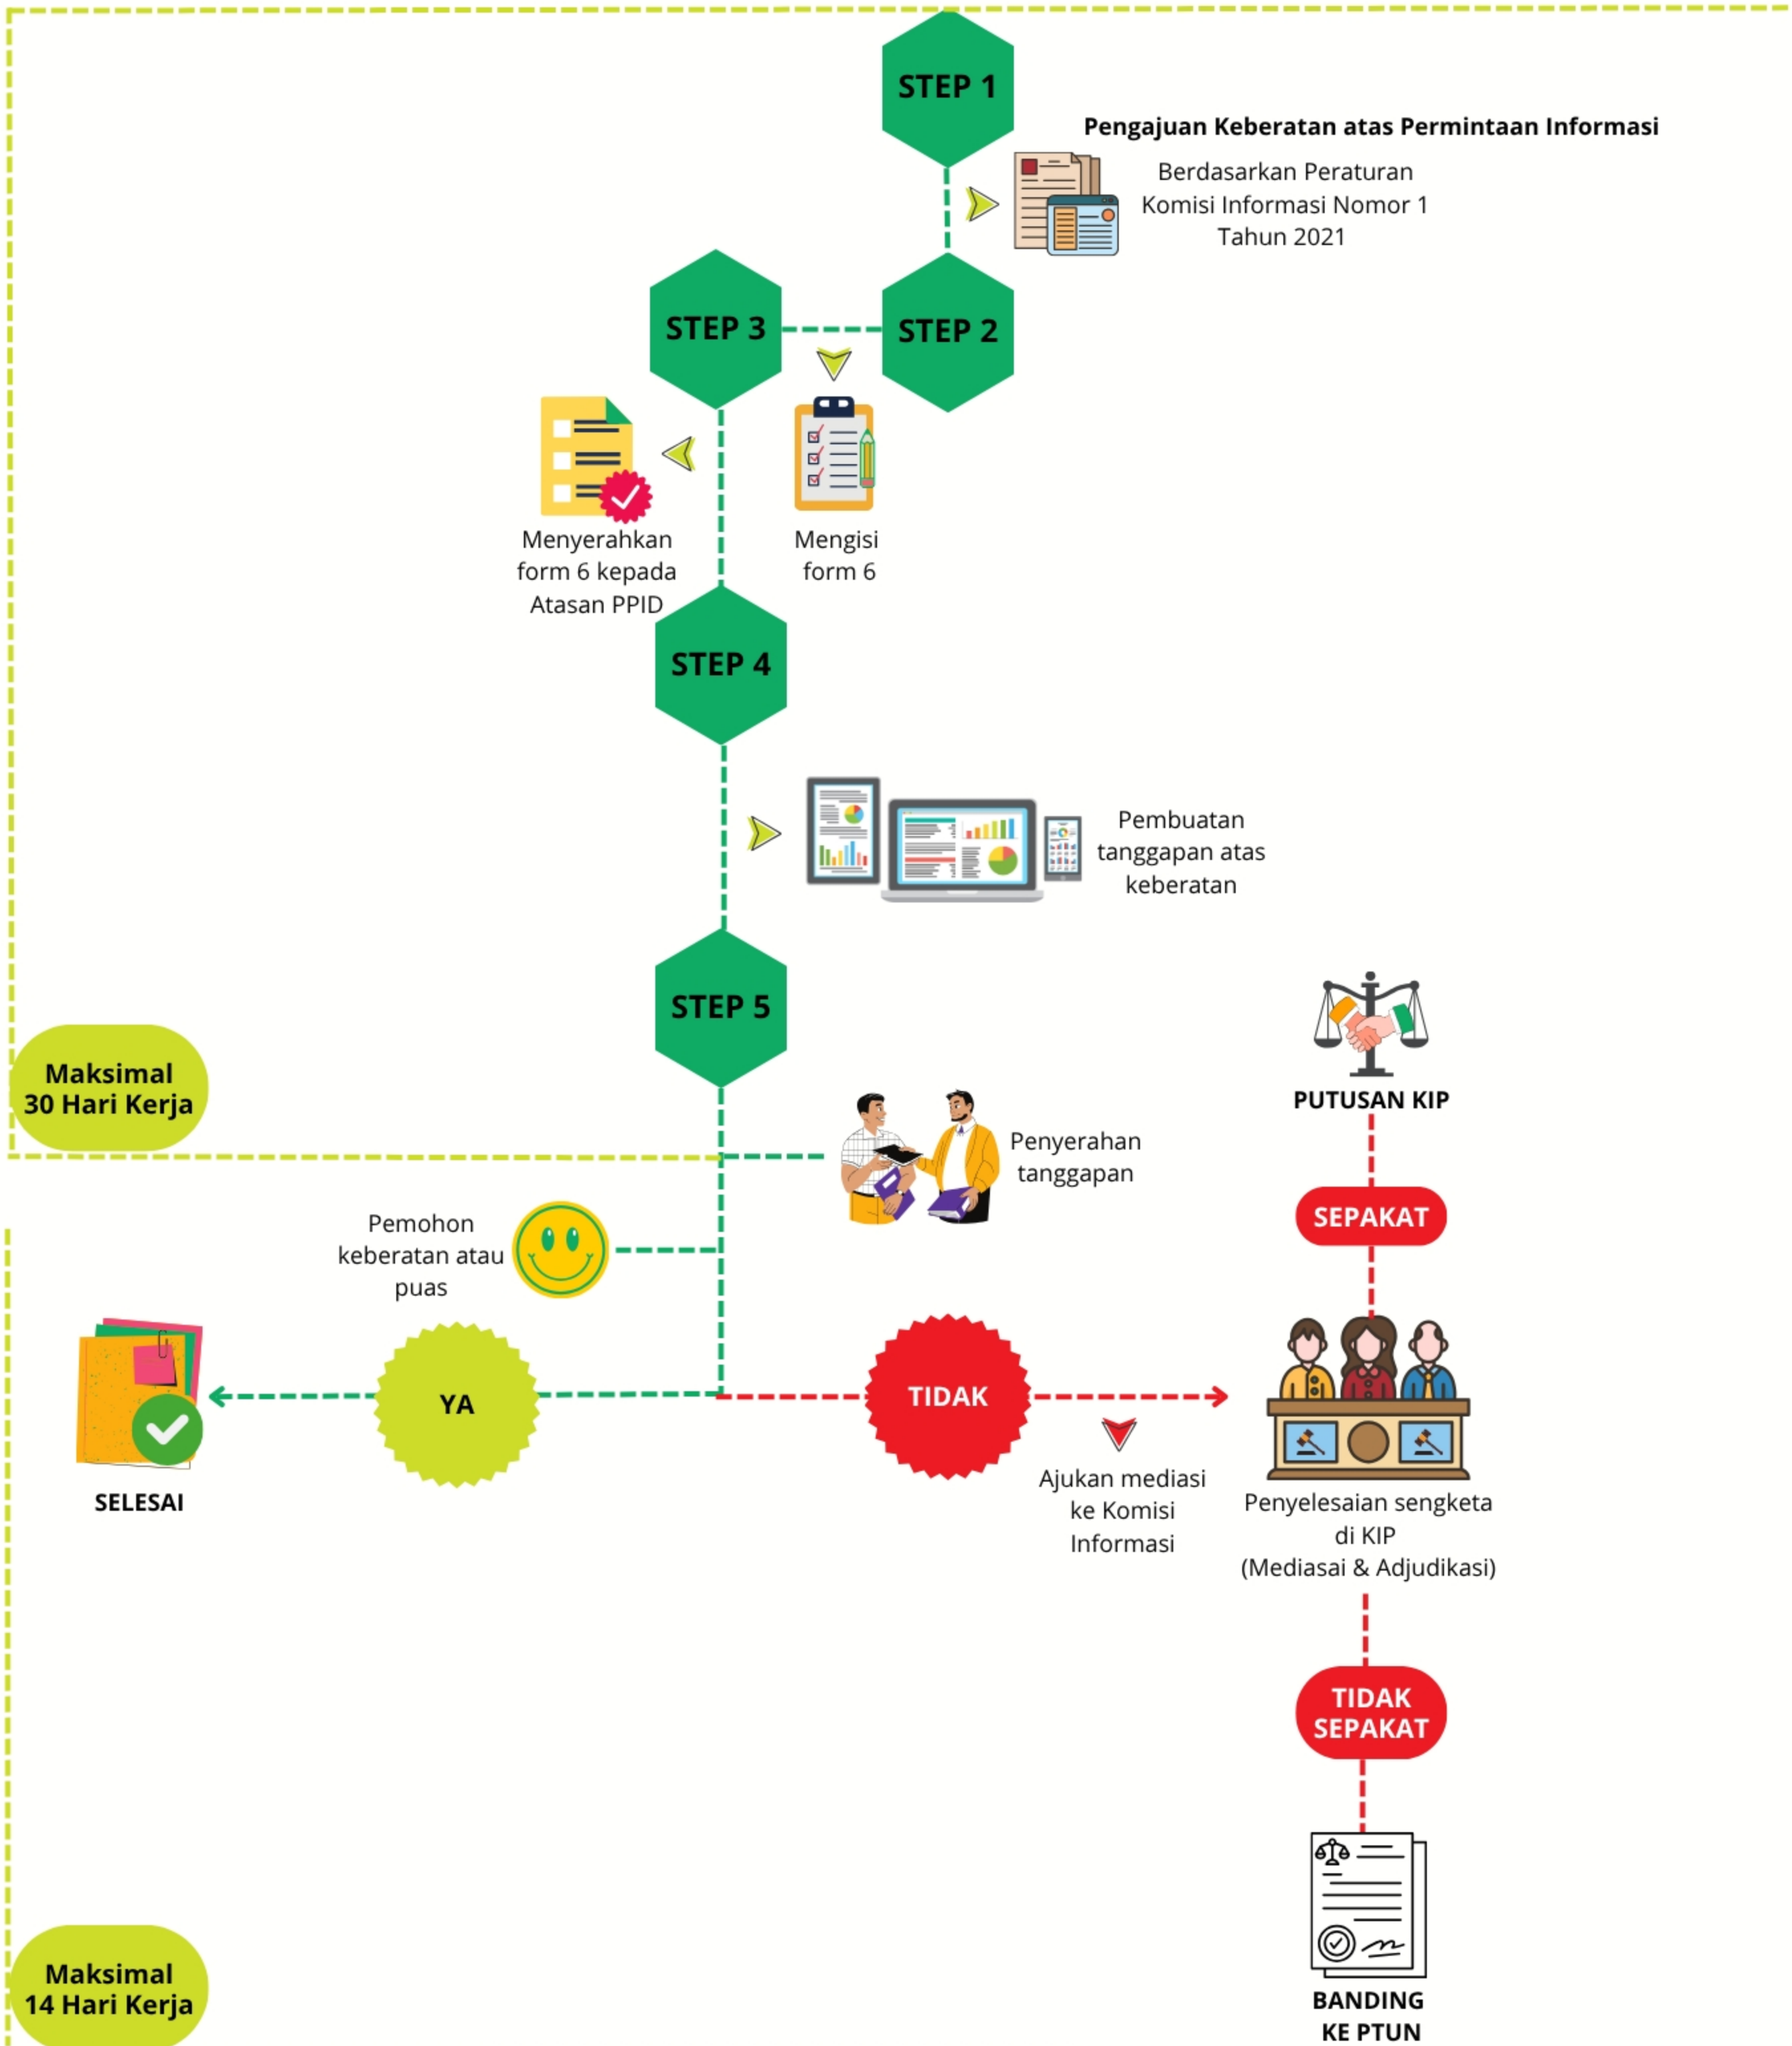 STEP 1
Pengajuan Keberatan atas Permintaan Informasi
Berdasarkan Peraturan
Komisi Informasi Nomor 1
Tahun 2021
STEP 3
STEP 2
Menyerahkan
form 6 kepada
Atasan PPID
Mengisi
form 6
STEP 4
Pembuatan
tanggapan atas
keberatan
STEP 5
Maksimal
30 Hari Kerja
PUTUSAN KIP
Penyerahan
tanggapan
SEPAKAT
Pemohon
keberatan atau
puas
YA
TIDAK
SELESAI
Ajukan mediasi
ke Komisi
Informasi
Penyelesaian sengketa
di KIP
(Mediasai & Adjudikasi)
TIDAK
SEPAKAT
Maksimal
14 Hari Kerja
BANDING
KE PTUN